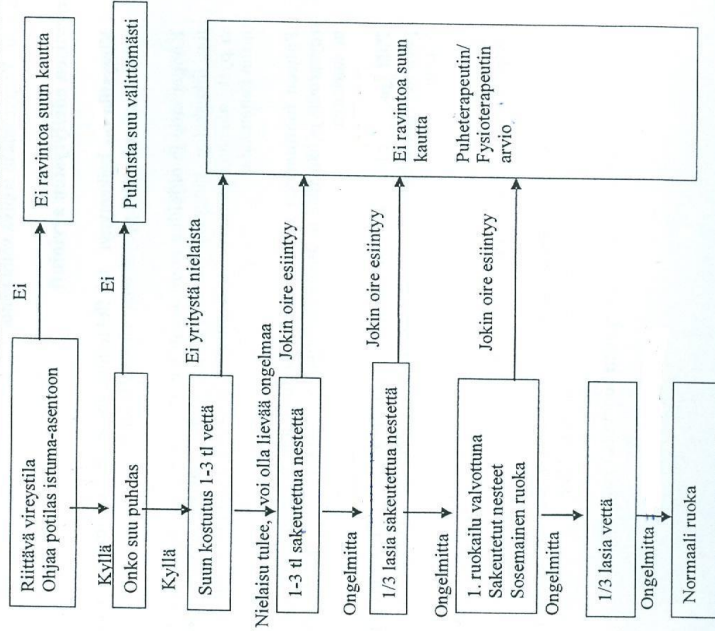 Riittävä vireystila
Ohjaa potilas istuma-asentoon
Ei
Ei ravintoa suun kautta
Kyllä
Onko suu puhdas
Ei
Puhdista suu välittömästi
Kyllä
Suun kostutus 1-3 tl vettä
Ei yritystä nielaista
Nielaisu tulee, voi olla lievää ongelmaa
1-3 tl sakeutettua nestettä
Jokin oire esiintyy
Ongelmitta
1/3 lasia sakeutettua nestettä
Jokin oire esiintyy
Ongelmitta
1. ruokailu valvottuna
Sakeutetut nesteet
Sosemainen ruoka
Jokin oire esiintyy
Ei ravintoa suun
kautta
Puheterapeutin/
Fysioterapeutin
arvio
Ongelmitta
1/3 lasia vettä
Ongelmitta
Normaali ruoka